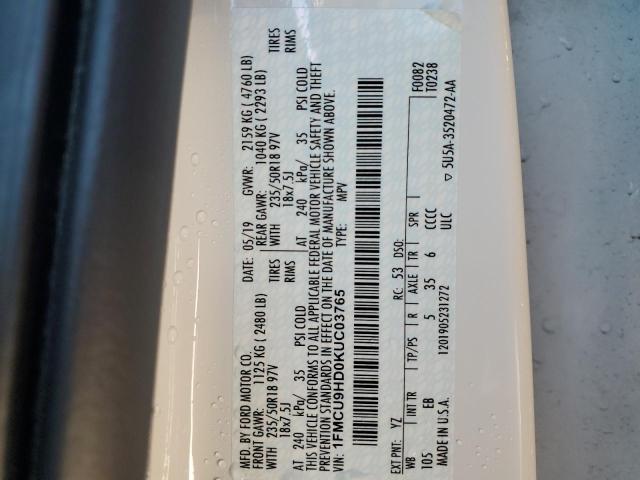 MFD. BY FORD MOTOR CO.
DATE: 05/19 GVWR: 2159 KG ( 4760 LB)
FRONT GAWR: 1125 KG ( 2480 LB) REAR GAWR: 1040 KG ( 2293 LB)
WITH 235/50R18 97V TIRES WITH 235/50R18 97V TIRES
18x7.5J RIMS 18x7.5J RIMS
AT 240 kPa/ 35 PSI COLD AT 240 kPa/ 35 PSI COLD
THIS VEHICLE CONFORMS TO ALL APPLICABLE FEDERAL MOTOR VEHICLE SAFETY AND THEFT
PREVENTION STANDARDS IN EFFECT ON THE DATE OF MANUFACTURE SHOWN ABOVE.
VIN: 1FMCU9HD0KUC03765 TYPE: MPV
EXT PNT: YZ RC: 53 DSO: F0082
WB INT TR TP/PS R AXLE TR SPR T0238
105 EB 5 35 6 CCCC
MADE IN U.S.A. 1201905231272 ULC
▽ 5U5A-3520472-AA